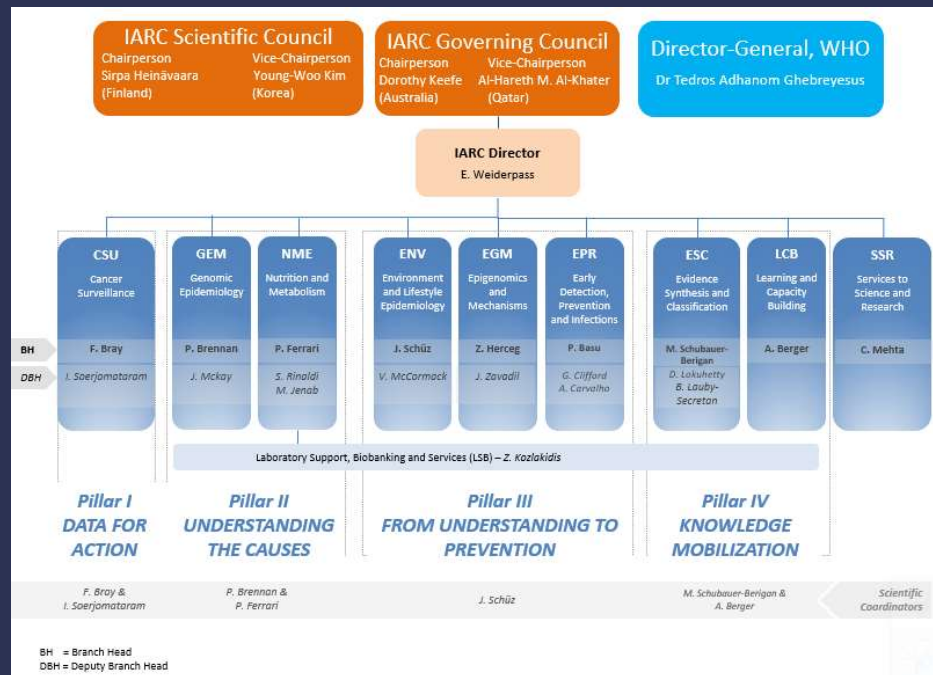 IARC Scientific Council
Chairperson
Sirpa Heinävaara
(Finland)
Vice-Chairperson
Young-Woo Kim
(Korea)
IARC Governing Council
Chairperson
Dorothy Keefe
(Australia)
Vice-Chairperson
Al-Hareth M. Al-Khater
(Qatar)
Director-General, WHO
Dr Tedros Adhanom Ghebreyesus
IARC Director
E. Weiderpass
CSU
Cancer
Surveillance
GEM
Genomic
Epidemiology
NME
Nutrition and
Metabolism
ENV
Environment
and Lifestyle
Epidemiology
EGM
Epigenomics
and
Mechanisms
EPR
Early
Detection,
Prevention
and Infections
ESC
Evidence
Synthesis and
Classification
LCB
Learning and
Capacity
Building
SSR
Services to
Science and
Research
BH
F. Bray
P. Brennan
P. Ferrari
J. Schüz
Z. Herceg
P. Basu
M. Schubauer-
Berigan
A. Berger
C. Mehta
DBH
I. Soerjomataram
J. Mckay
S. Rinaldi
M. Jenab
V. McCormack
J. Zavadil
G. Clifford
A. Carvalho
D. Lokuhetty
B. Lauby-
Secretan
Laboratory Support, Biobanking and Services (LSB) – Z. Kozlakidis
Pillar I
DATA FOR
ACTION
Pillar II
UNDERSTANDING
THE CAUSES
Pillar III
FROM UNDERSTANDING TO
PREVENTION
Pillar IV
KNOWLEDGE
MOBILIZATION
F. Bray &
I. Soerjomataram
P. Brennan &
P. Ferrari
J. Schüz
M. Schubauer-Berigan &
A. Berger
Scientific
Coordinators
BH = Branch Head
DBH = Deputy Branch Head